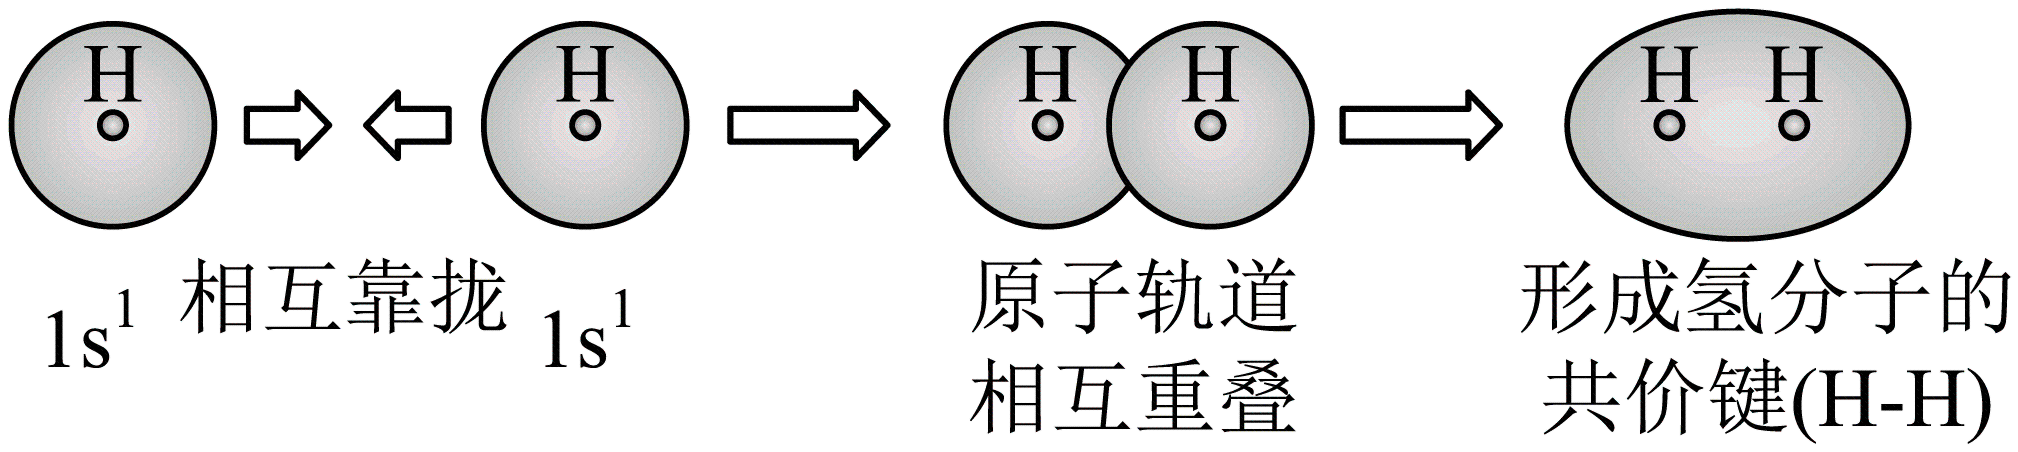 H H H H H H
1s¹ 相互靠拢 1s¹
原子轨道
相互重叠
形成氢分子的
共价键(H-H)